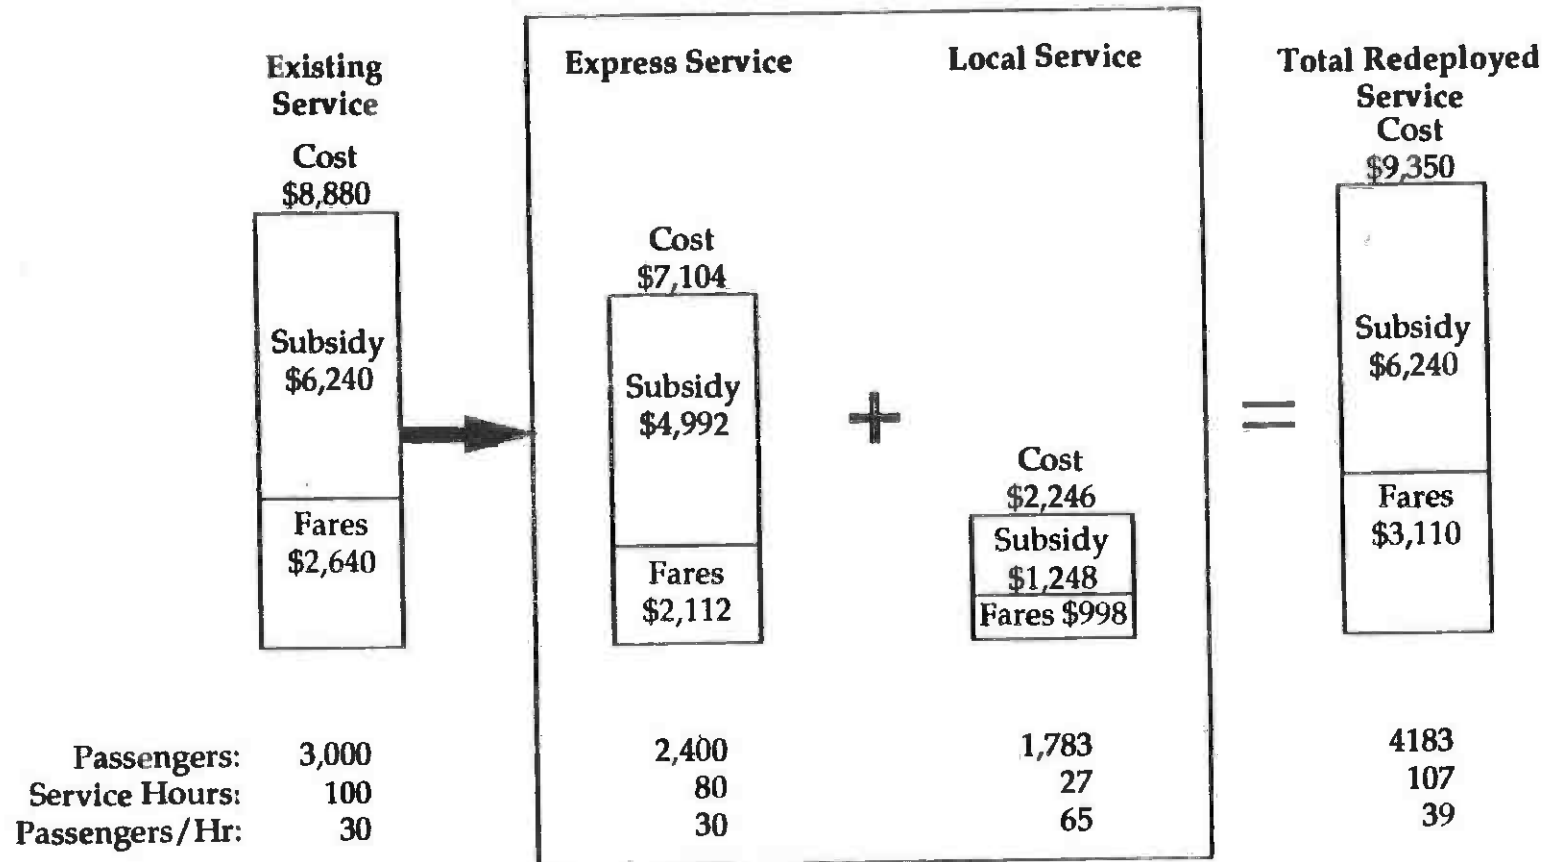 Existing
Service
Cost
$8,880
Subsidy
$6,240
Fares
$2,640
Express Service
Cost
$7,104
Subsidy
$4,992
Fares
$2,112
+
Local Service
Cost
$2,246
Subsidy
$1,248
Fares $998
=
Total Redeployed
Service
Cost
$9,350
Subsidy
$6,240
Fares
$3,110
Passengers: 3,000 2,400 1,783 4183
Service Hours: 100 80 27 107
Passengers/Hr: 30 30 65 39